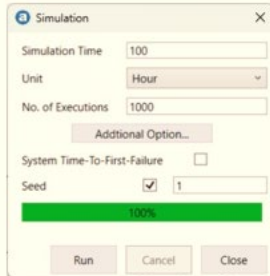 Simulation
Simulation Time 100
Unit Hour
No. of Executions 1000
Addtional Option...
System Time-To-First-Failure
Seed 1
100%
Run Cancel Close